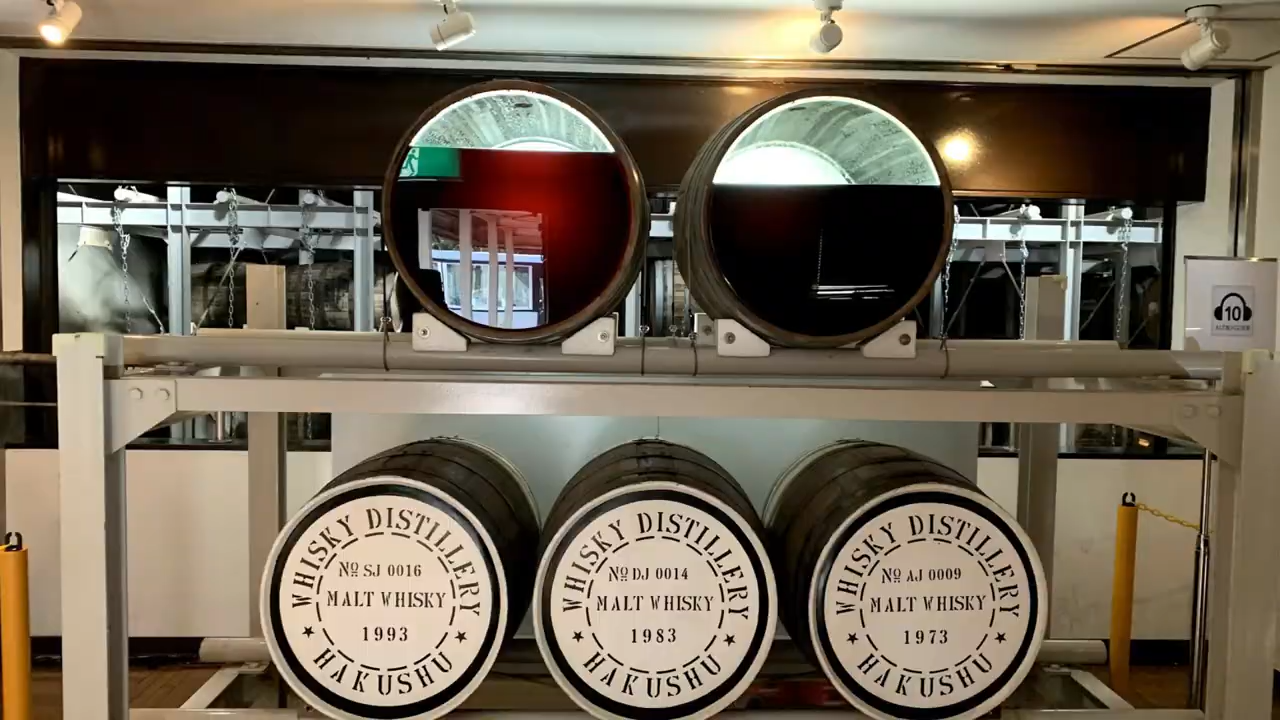 10
WHISKY DISTILLERY
Nº SJ 0016
MALT WHISKY
1993
HAKUSHU
WHISKY DISTILLERY
Nº DJ 0014
MALT WHISKY
1983
HAKUSHU
WHISKY DISTILLERY
Nº AJ 0009
MALT WHISKY
1973
HAKUSHU